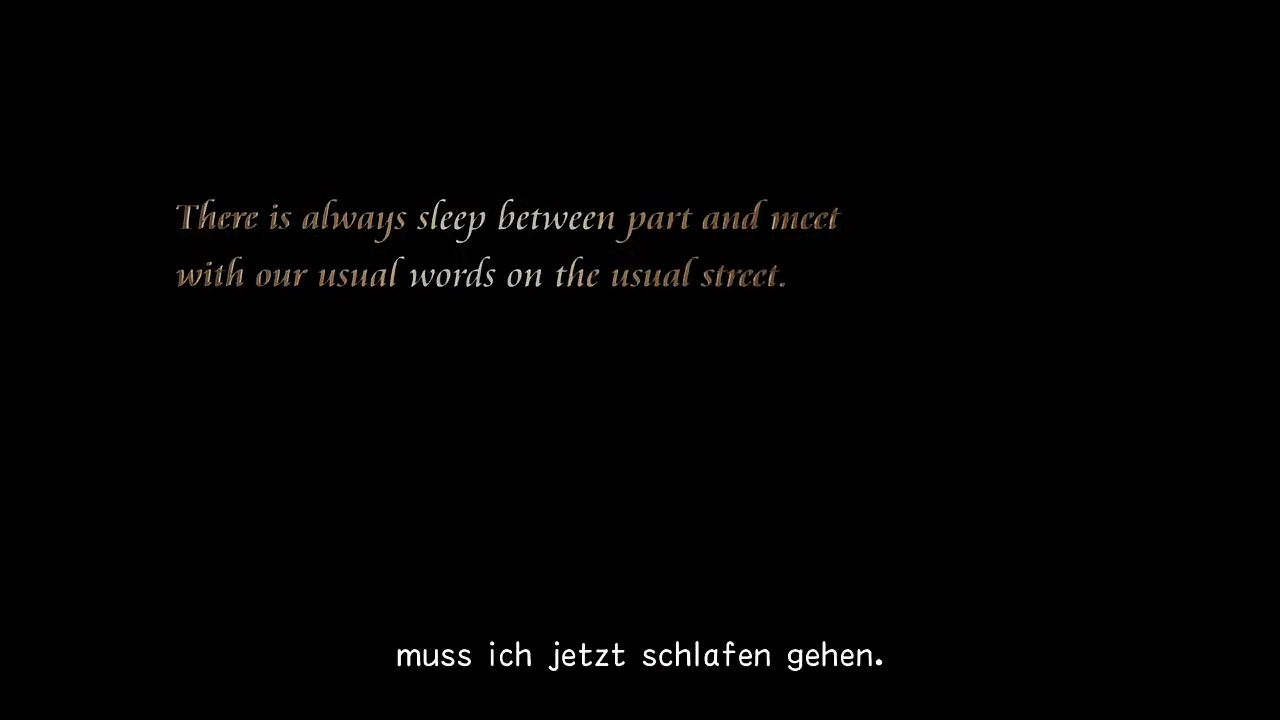 There is always sleep between part and meet
with our usual words on the usual street.
muss ich jetzt schlafen gehen.